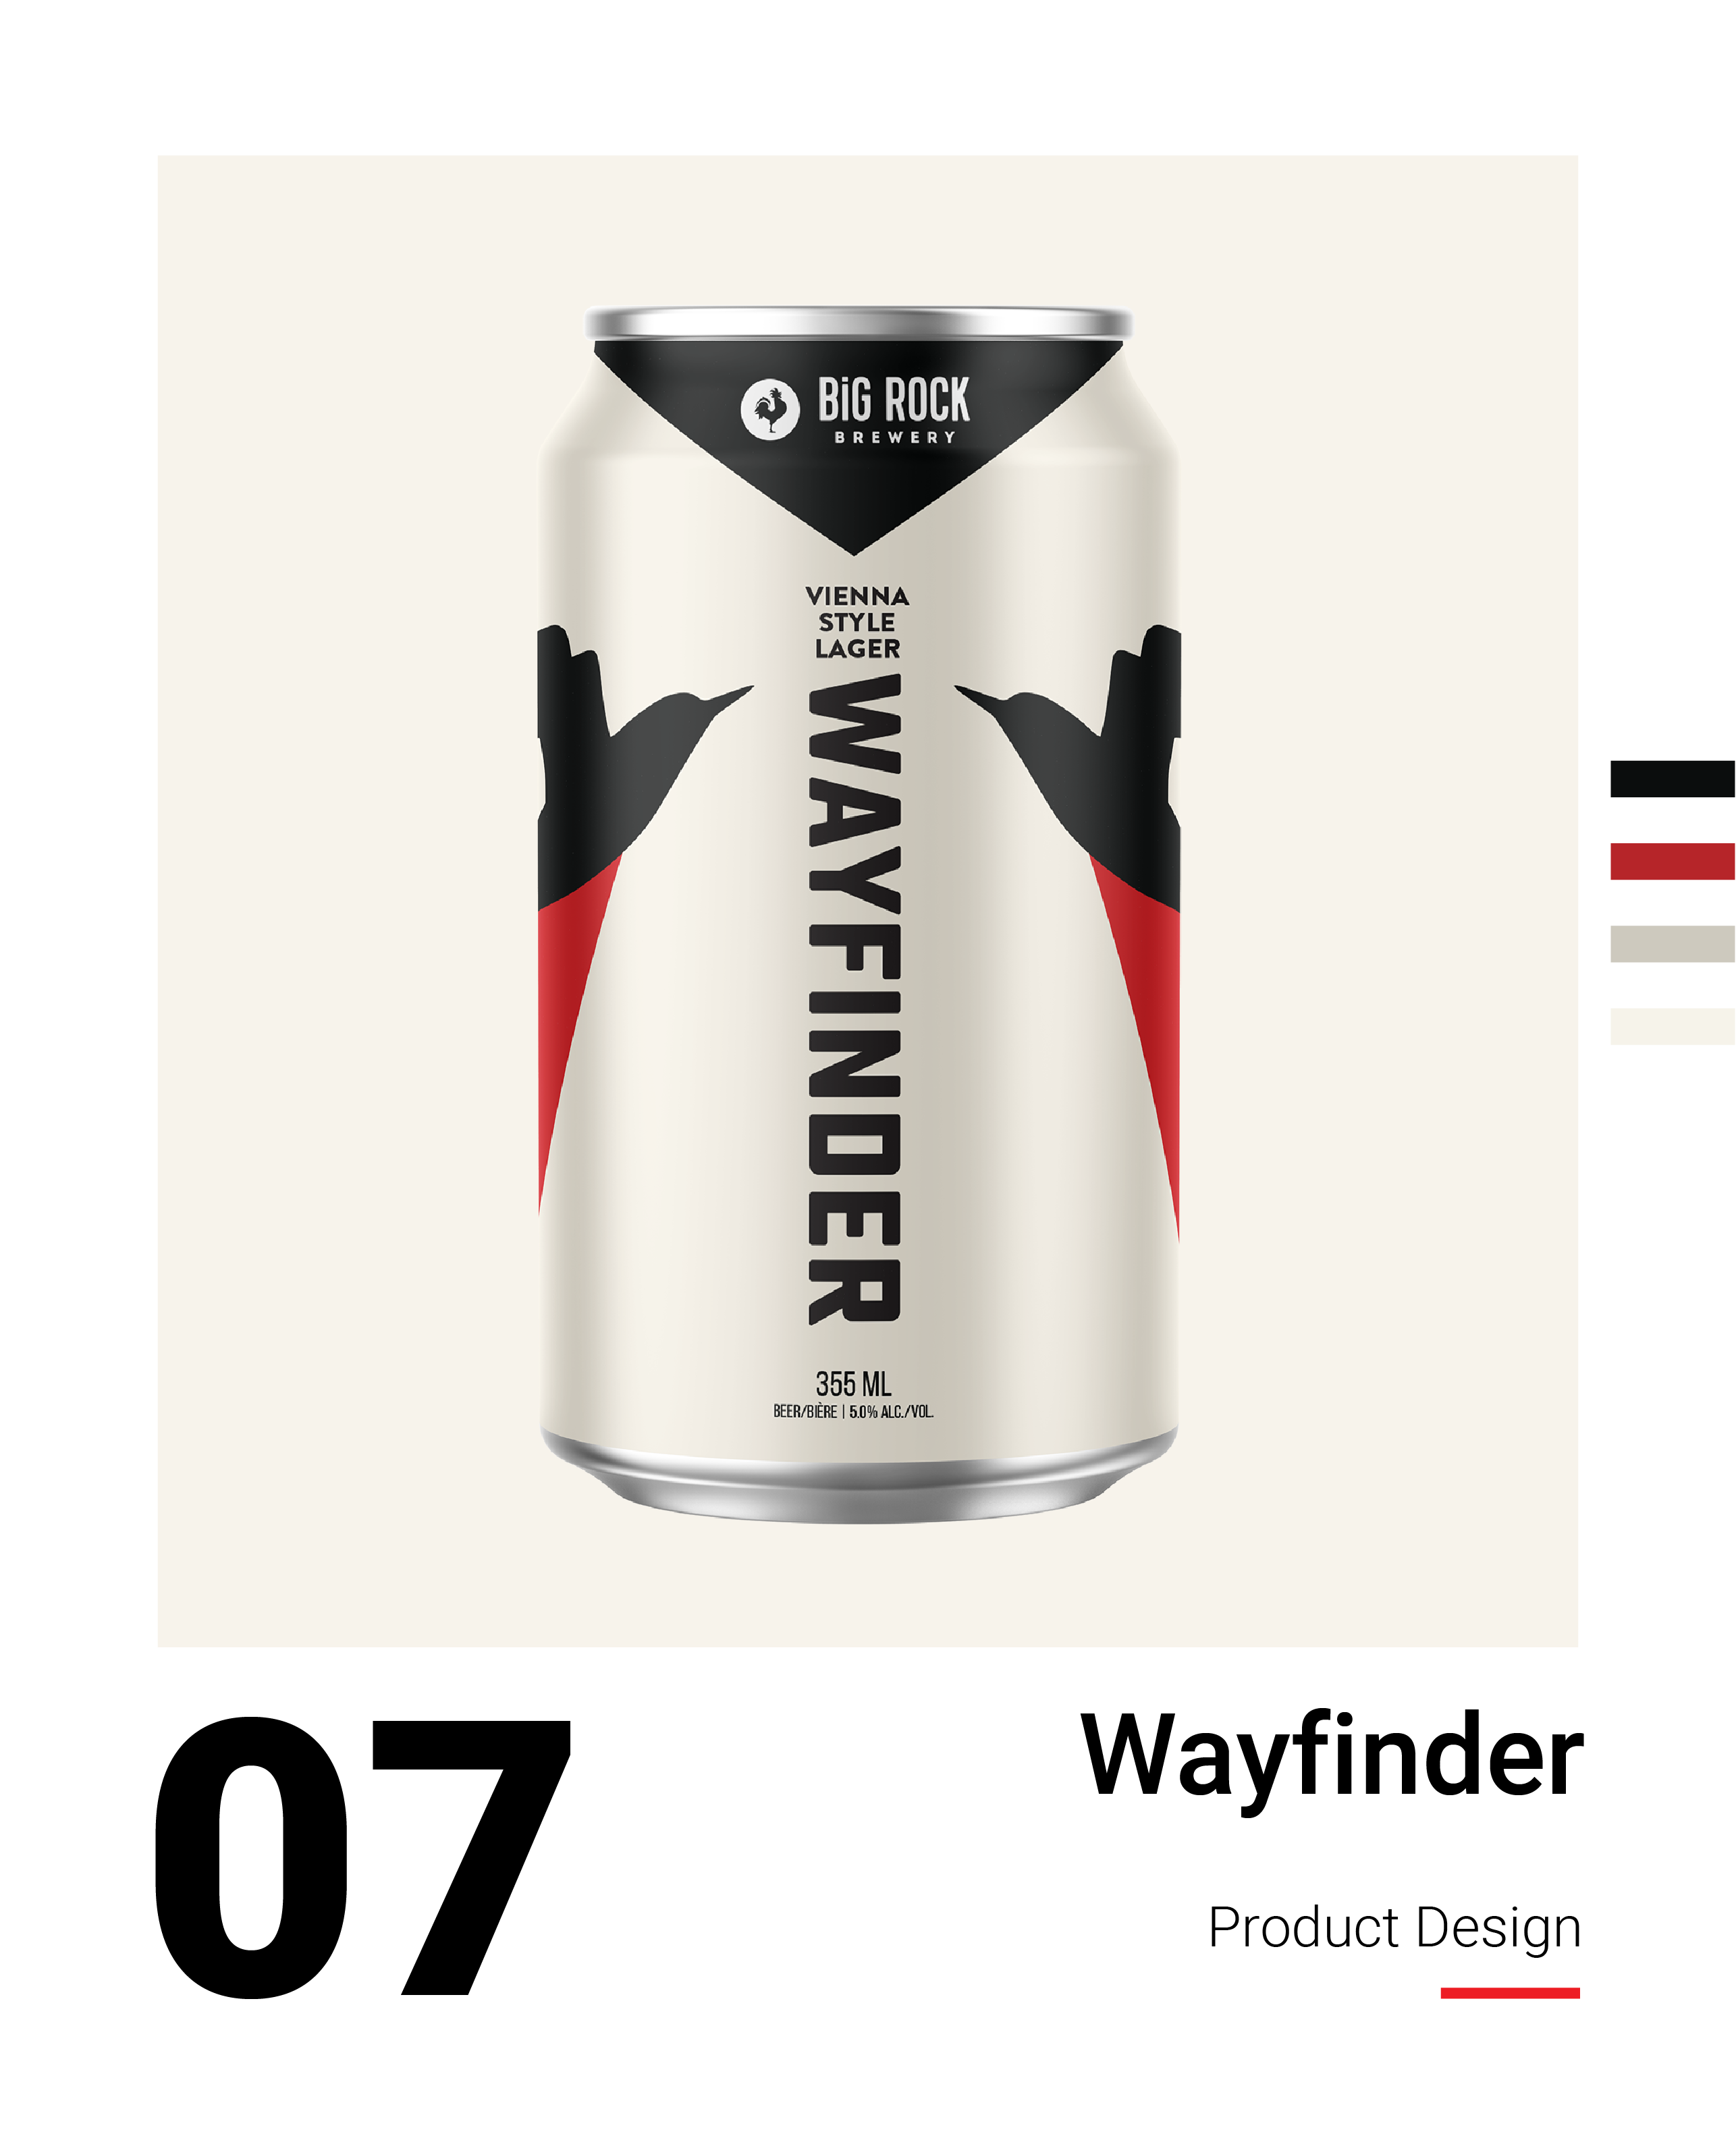 BiG ROCK
BREWERY
VIENNA
STYLE
LAGER
WAYFINDER
355 ML
BEER/BIÈRE | 5.0% ALC./VOL.
07
Wayfinder
Product Design